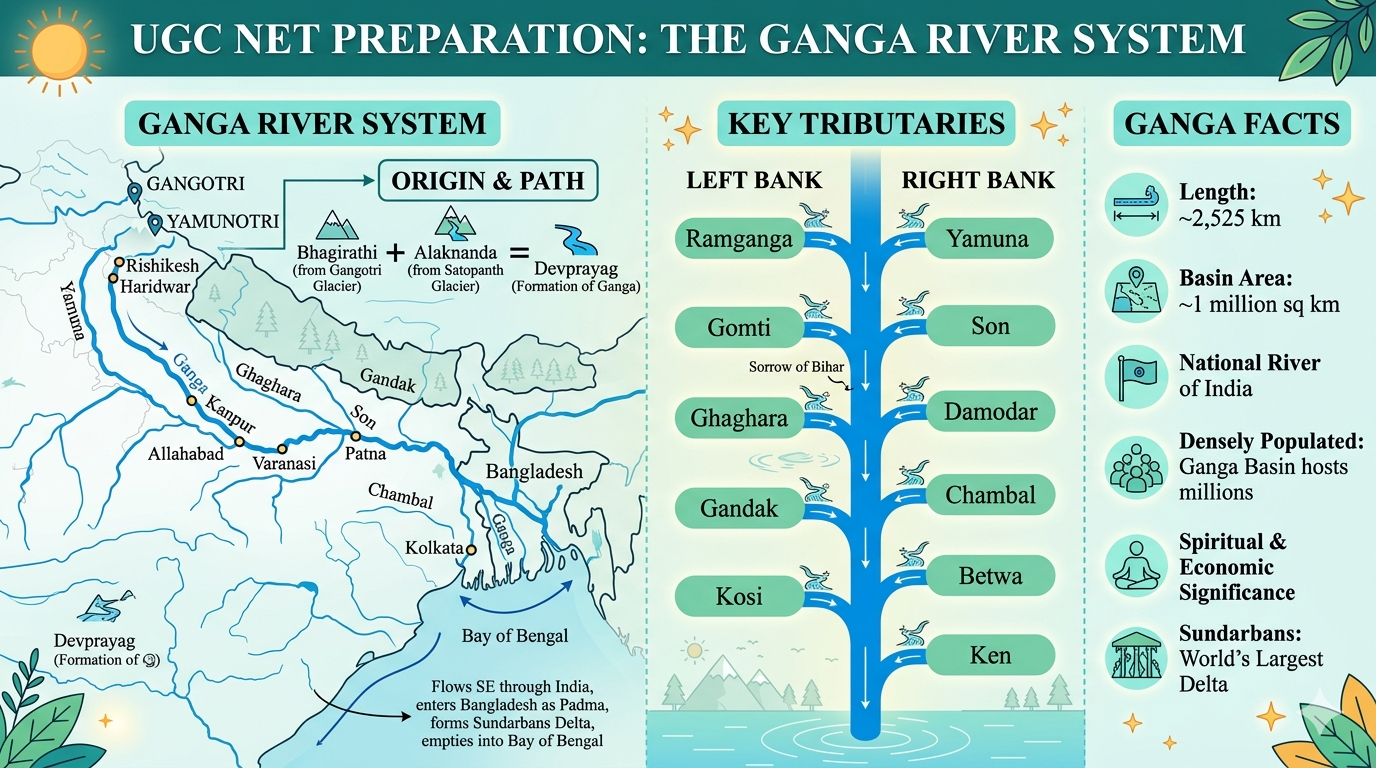 UGC NET PREPARATION: THE GANGA RIVER SYSTEM
GANGA RIVER SYSTEM
GANGOTRI
YAMUNOTRI
Rishikesh
Haridwar
Yamuna
ORIGIN & PATH
Bhagirathi
(from Gangotri
Glacier)
+
Alaknanda
(from Satopanth
Glacier)
=
Devprayag
(Formation of Ganga)
Ganga
Ghaghara
Gandak
Kanpur
Son
Allahabad
Varanasi
Patna
Bangladesh
Chambal
Ganga
Kolkata
Bay of Bengal
Devprayag
(Formation of
Flows SE through India,
enters Bangladesh as Padma,
forms Sundarbans Delta,
empties into Bay of Bengal
KEY TRIBUTARIES
LEFT BANK
Ramganga
Gomti
Sorrow of Bihar
Ghaghara
Gandak
Kosi
RIGHT BANK
Yamuna
Son
Damodar
Chambal
Betwa
Ken
GANGA FACTS
Length:
~2,525 km
Basin Area:
~1 million sq km
National River
of India
Densely Populated:
Ganga Basin hosts
millions
Spiritual &
Economic
Significance
Sundarbans:
World's Largest
Delta